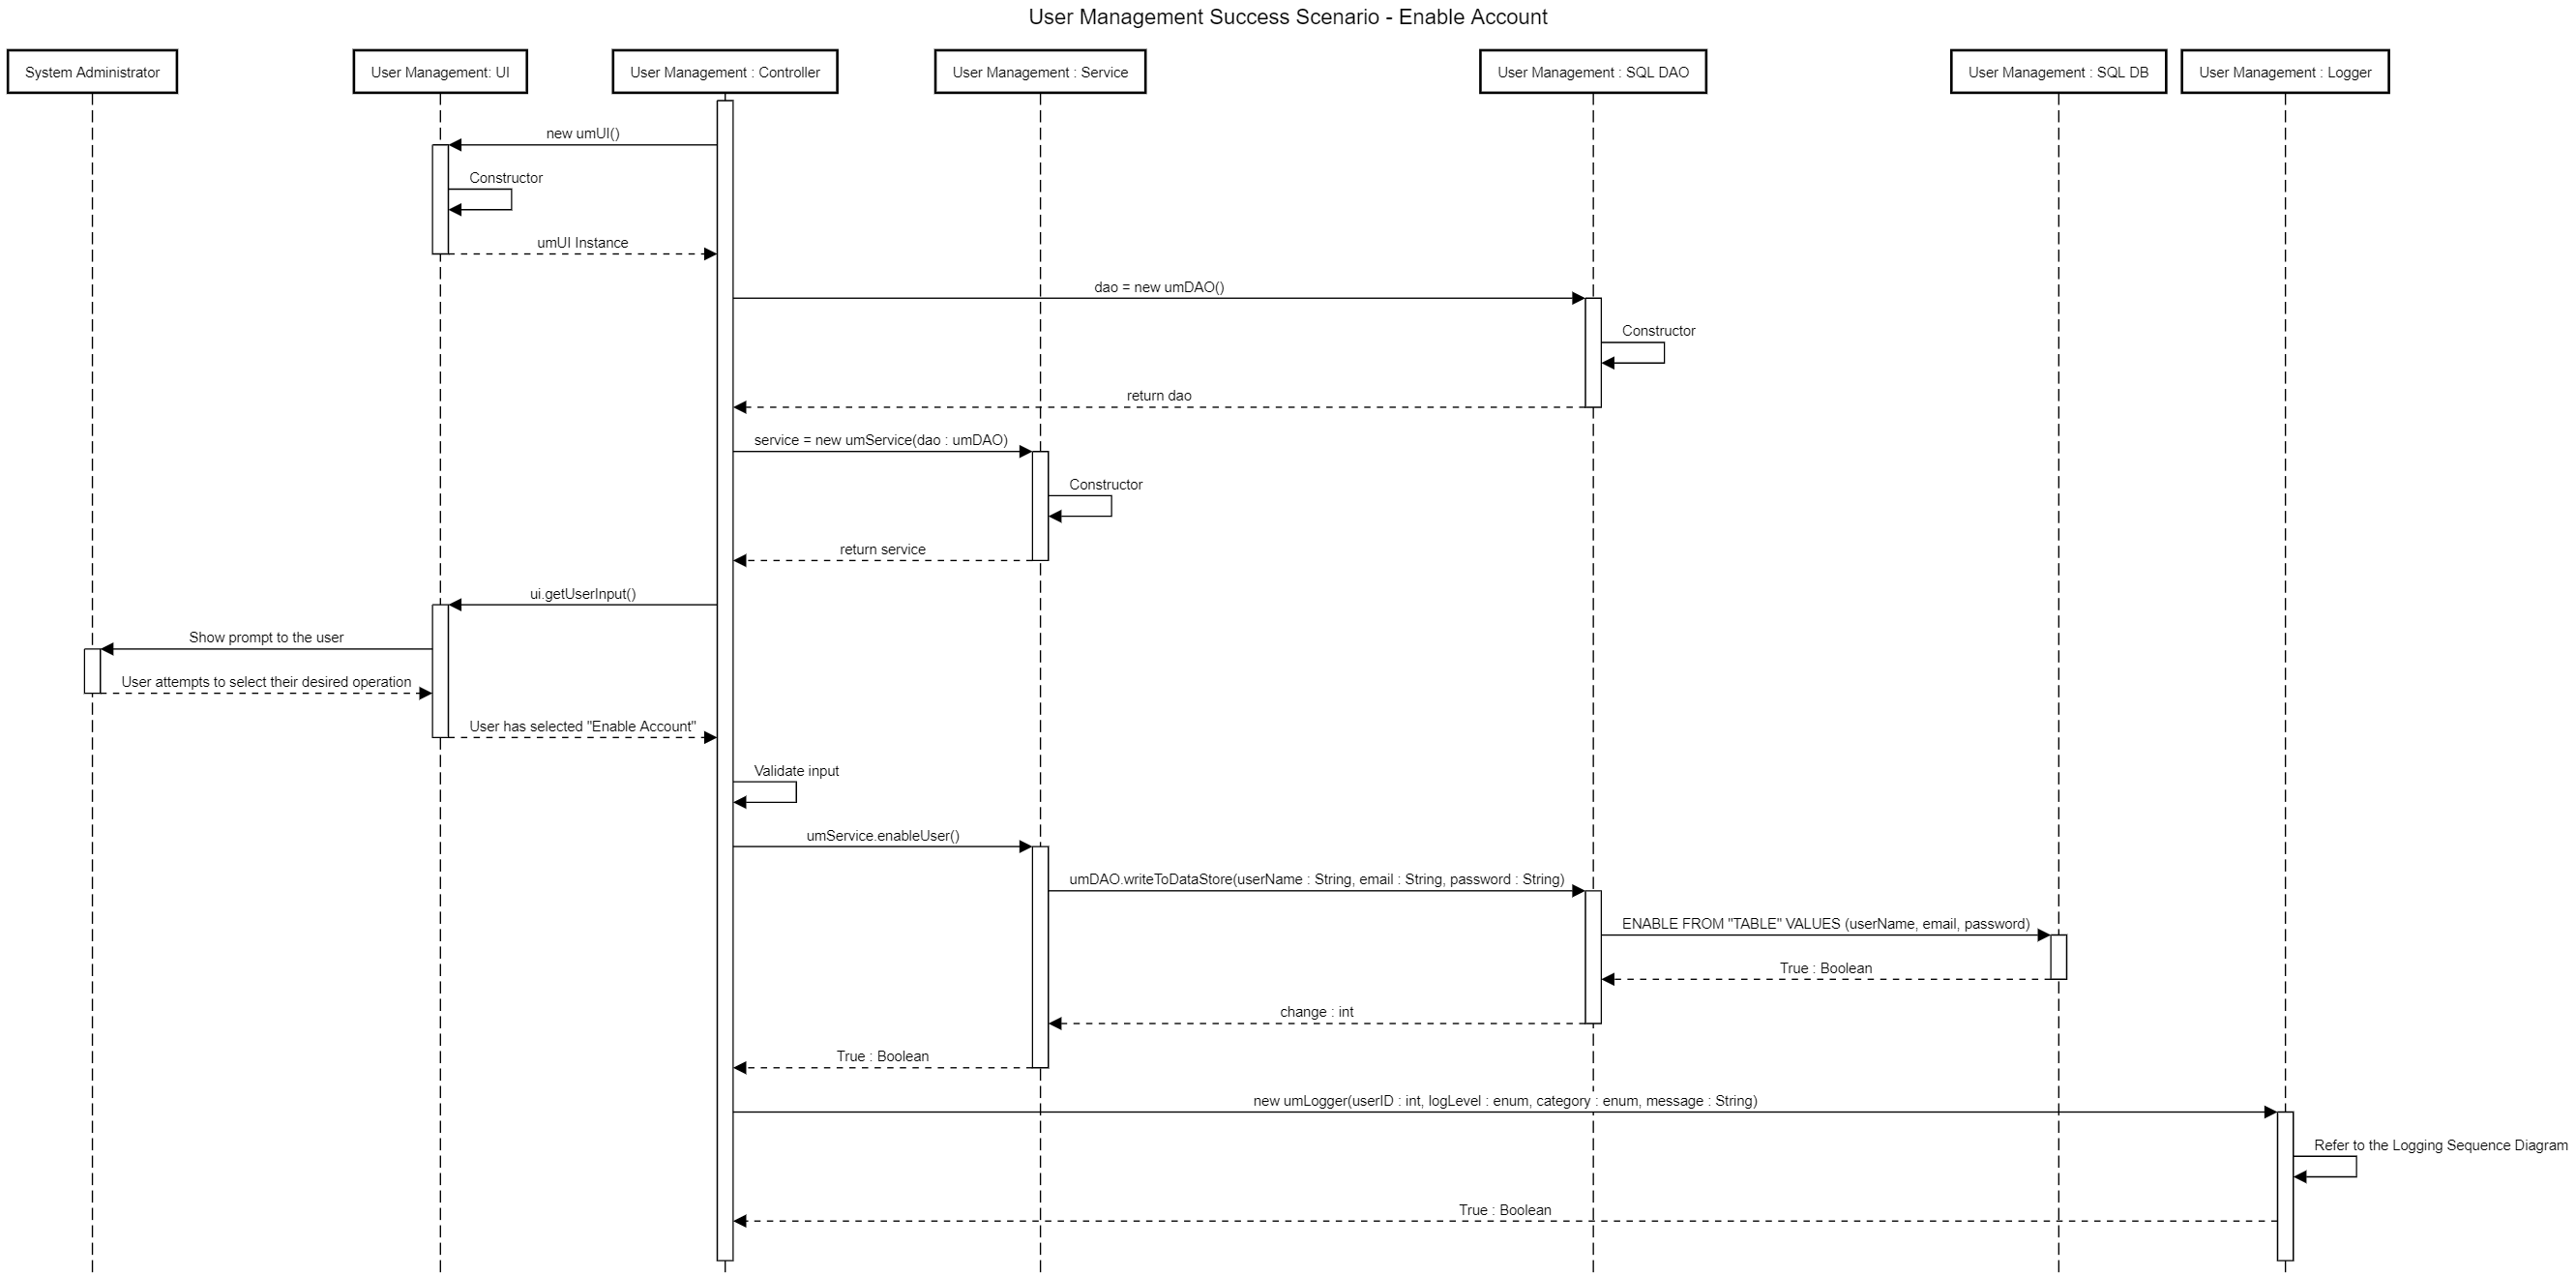 User Management Success Scenario - Enable Account
System Administrator
User Management: UI
User Management : Controller
User Management : Service
User Management : SQL DAO
User Management : SQL DB
User Management : Logger
new umUI()
Constructor
umUI Instance
dao = new umDAO()
Constructor
return dao
service = new umService(dao : umDAO)
Constructor
return service
ui.getUserInput()
Show prompt to the user
User attempts to select their desired operation
User has selected "Enable Account"
Validate input
umService.enableUser()
umDAO.writeToDataStore(userName : String, email : String, password : String)
ENABLE FROM "TABLE" VALUES (userName, email, password)
True : Boolean
change : int
True : Boolean
new umLogger(userID : int, logLevel : enum, category : enum, message : String)
Refer to the Logging Sequence Diagram
True : Boolean